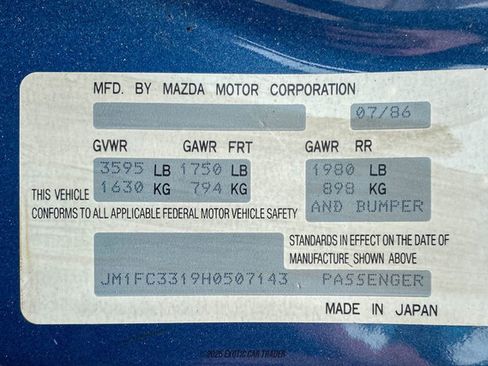 MFD. BY MAZDA MOTOR CORPORATION
07/86
GVWR GAWR FRT GAWR RR
3595 LB 1750 LB 1980 LB
1630 KG 794 KG 898 KG
THIS VEHICLE
CONFORMS TO ALL APPLICABLE FEDERAL MOTOR VEHICLE SAFETY AND BUMPER
STANDARDS IN EFFECT ON THE DATE OF
MANUFACTURE SHOWN ABOVE
JM1FC3319H0507143 PASSENGER
MADE IN JAPAN
©2025 EXOTIC CAR TRADER